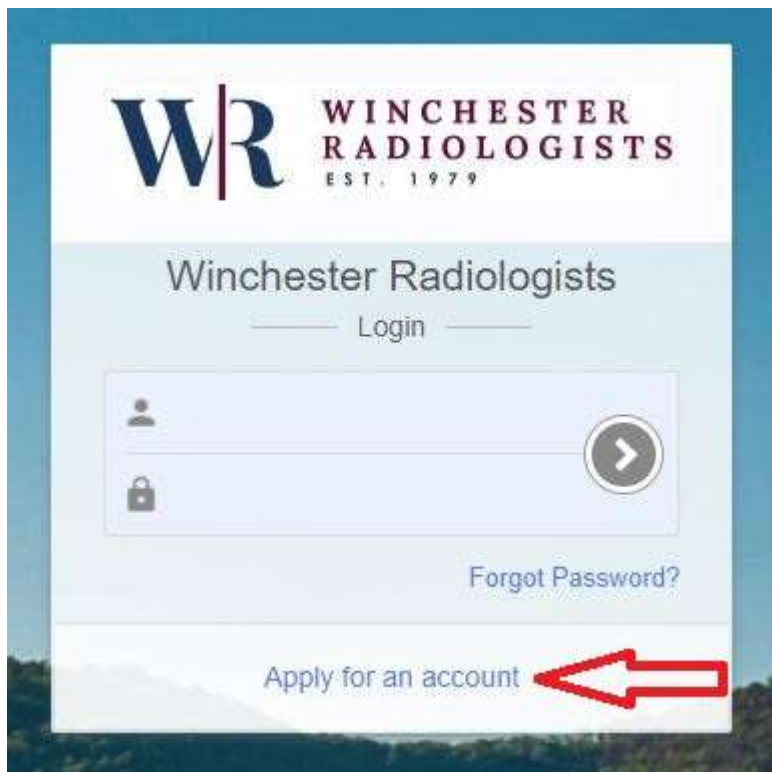 WR
WINCHESTER
RADIOLOGISTS
EST. 1979
Winchester Radiologists
Login
Forgot Password?
Apply for an account